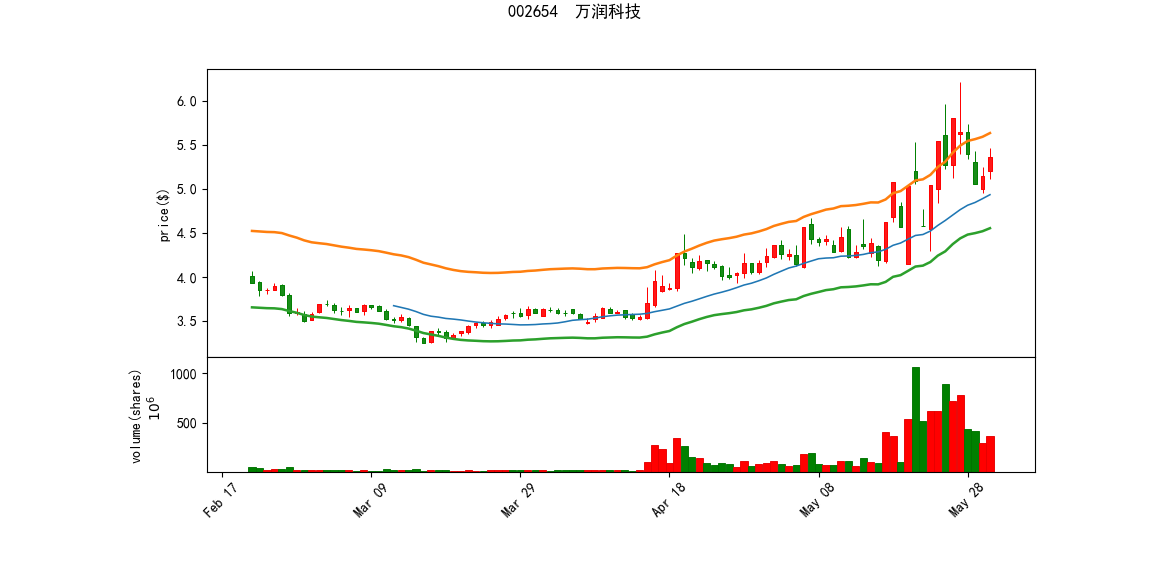 002654  万润科技
price($)
6.0
5.5
5.0
4.5
4.0
3.5
volume(shares)
10^6
1000
500
Feb 17
Mar 09
Mar 29
Apr 18
May 08
May 28